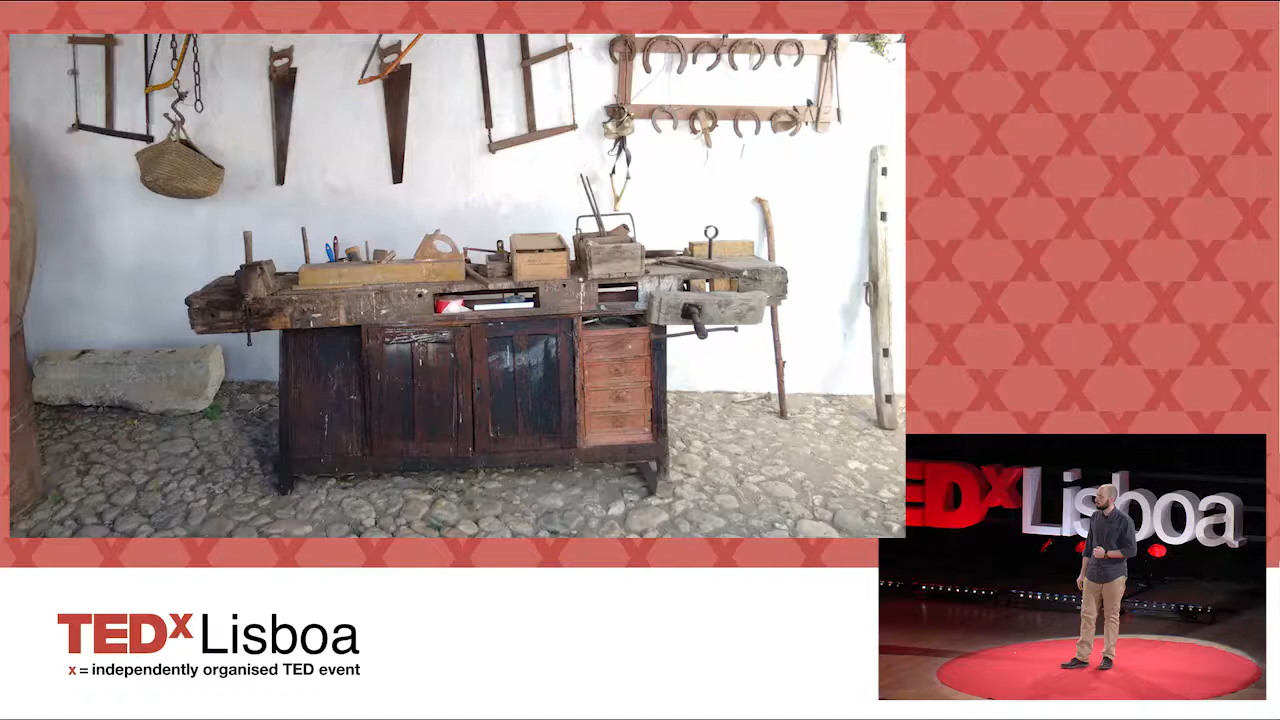 TEDx Lisboa
TEDx Lisboa
x = independently organised TED event